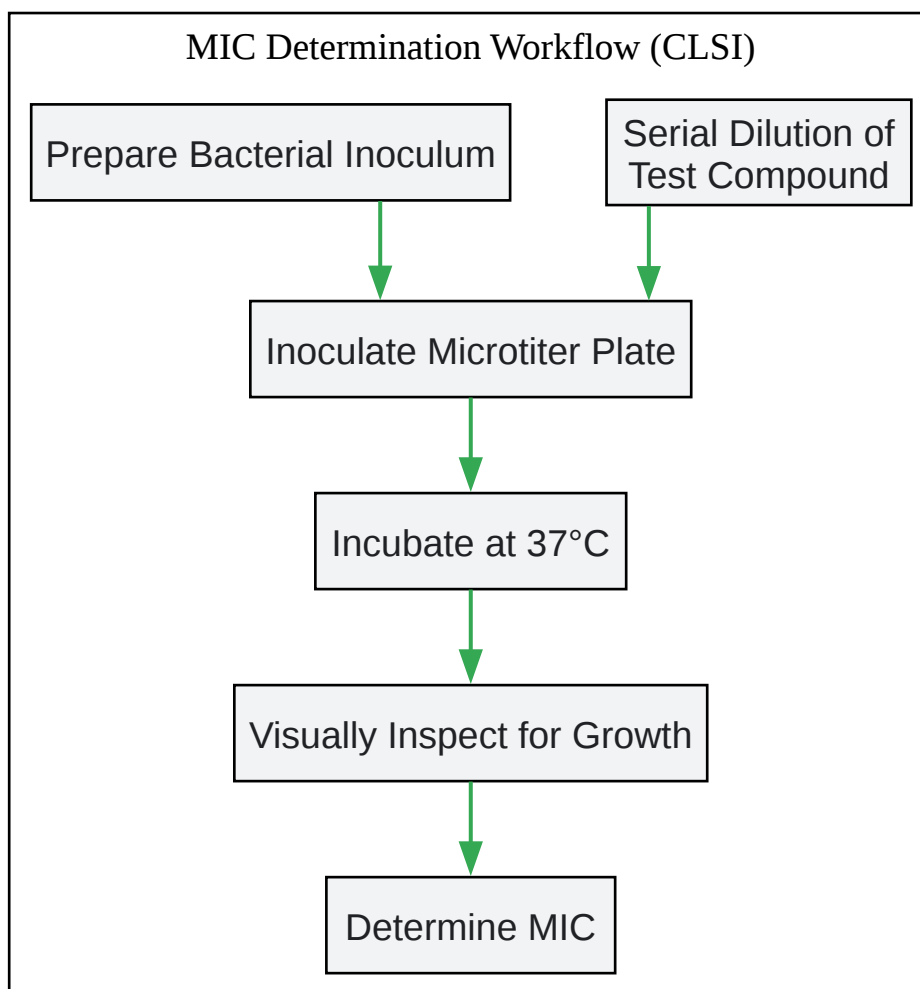 MIC Determination Workflow (CLSI)
Prepare Bacterial Inoculum
Serial Dilution of
Test Compound
Inoculate Microtiter Plate
Incubate at 37°C
Visually Inspect for Growth
Determine MIC